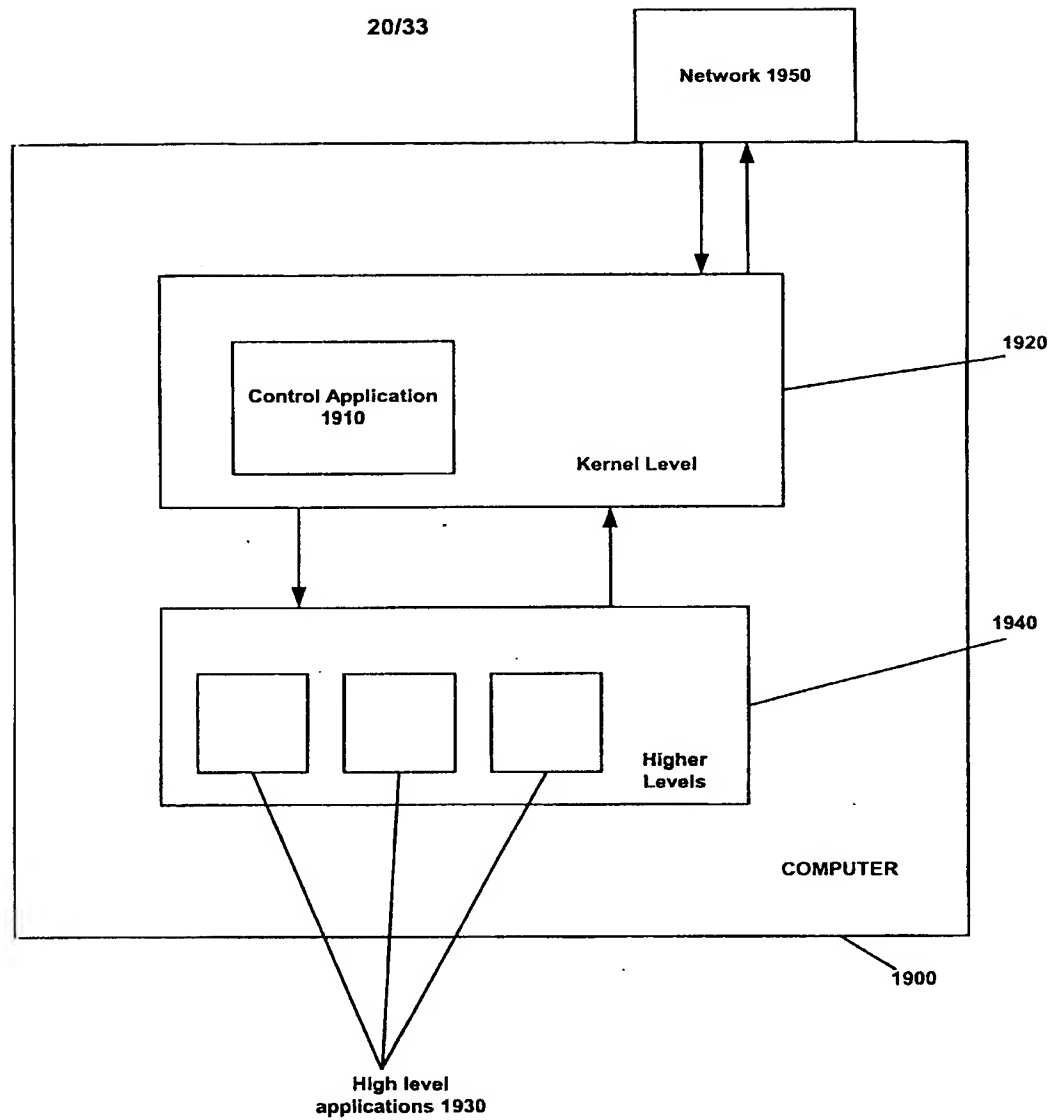 20/33
Network 1950
1920
Control Application
1910
Kernel Level
1940
Higher
Levels
COMPUTER
1900
High level
applications 1930